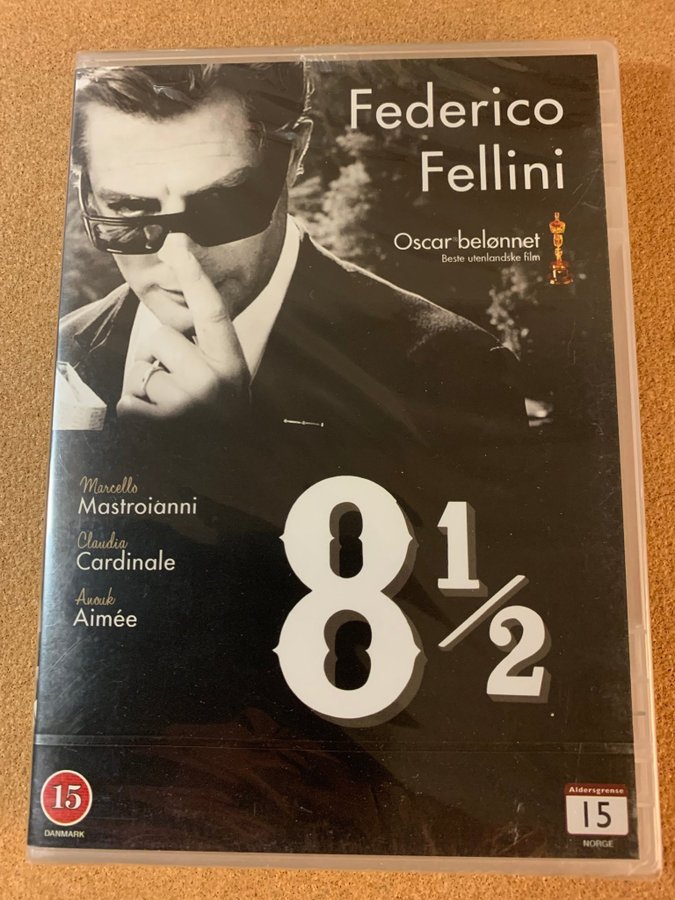 Federico
Fellini
Oscar belønnet
Beste utenlandske film
Marcello
Mastroianni
Claudia
Cardinale
Anouk
Aimée
8 1/2
15
DANMARK
Aldersgrense
15
NORGE